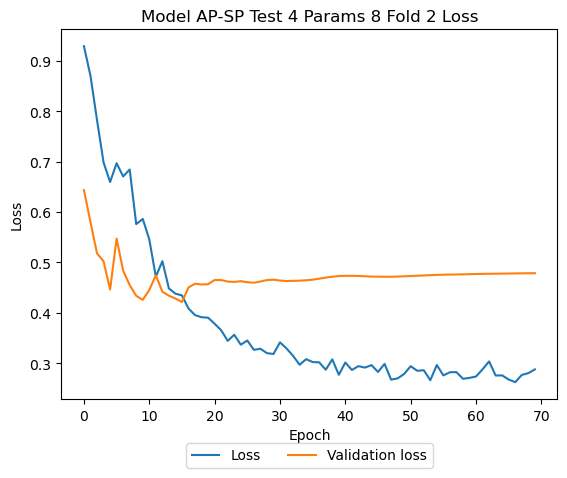 Model AP-SP Test 4 Params 8 Fold 2 Loss
0.9
0.8
0.7
0.6
0.5
0.4
0.3
Loss
0 10 20 30 40 50 60 70
Epoch
Loss Validation loss